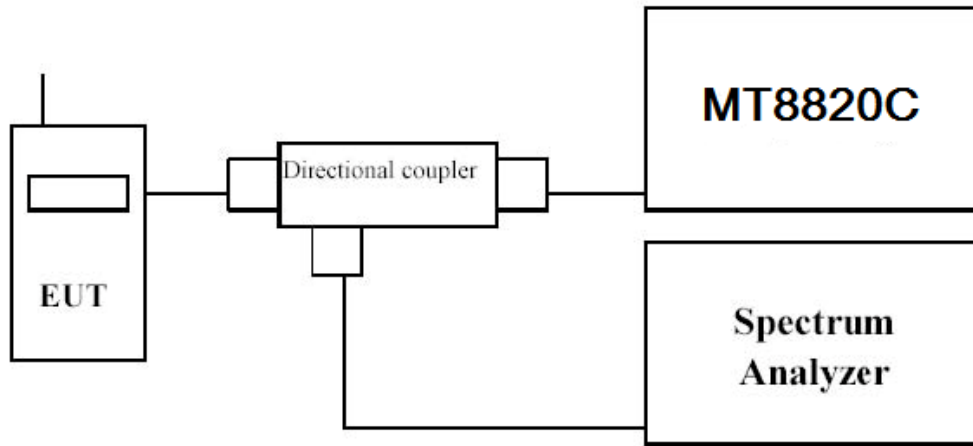 MT8820C
Directional coupler
EUT
Spectrum
Analyzer